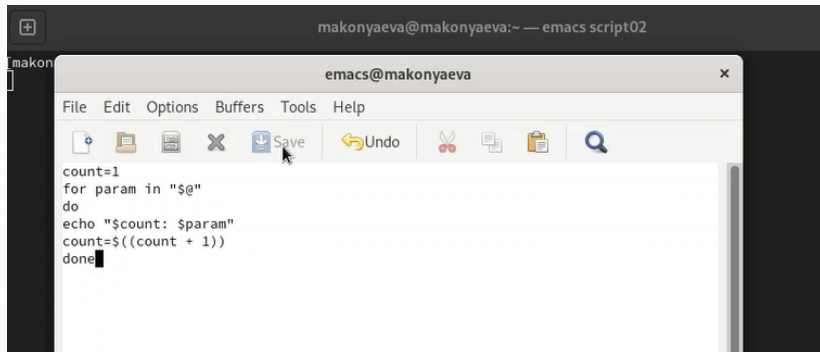 makonyaeva@makonyaeva:~ — emacs script02
[makon
emacs@makonyaeva
File Edit Options Buffers Tools Help
Save Undo
count=1
for param in "$@"
do
echo "$count: $param"
count=$((count + 1))
done